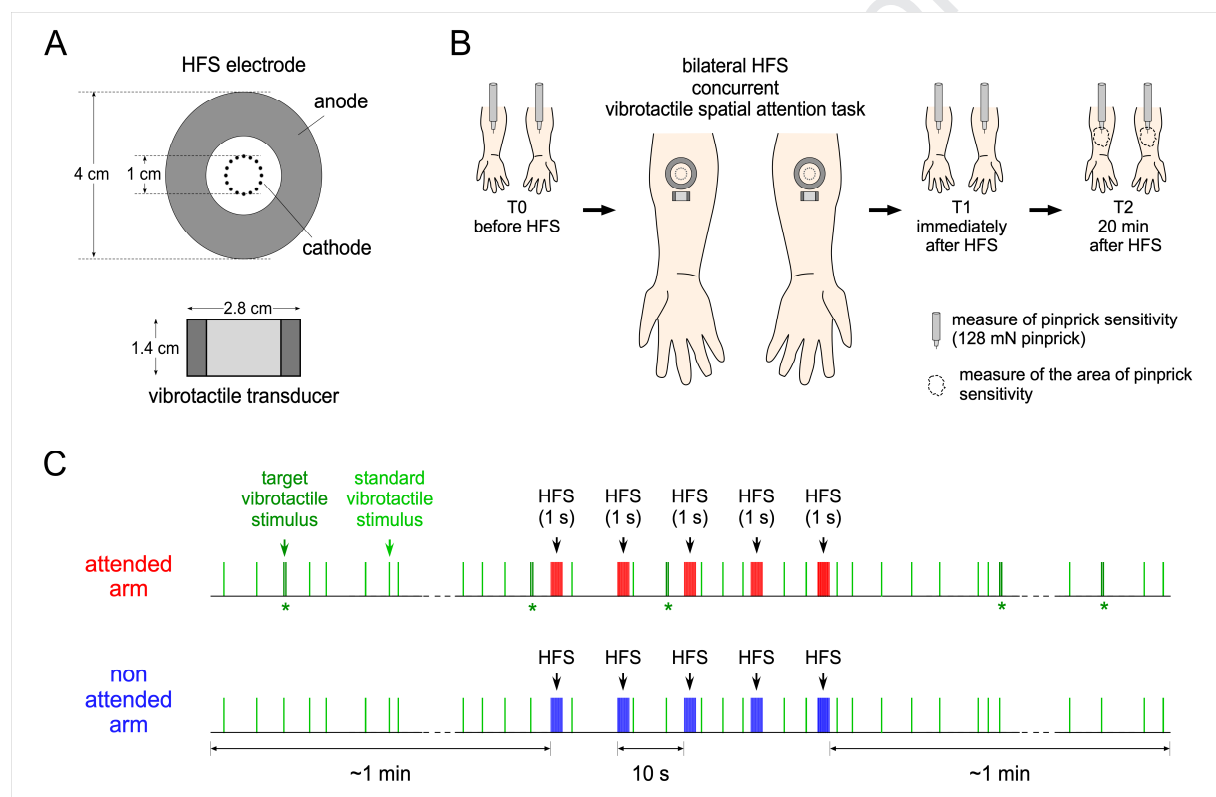 A
HFS electrode
anode
4 cm
1 cm
cathode
2.8 cm
1.4 cm
vibrotactile transducer
B
bilateral HFS
concurrent
vibrotactile spatial attention task
T0
before HFS
T1
immediately
after HFS
T2
20 min
after HFS
measure of pinprick sensitivity
(128 mN pinprick)
measure of the area of pinprick
sensitivity
C
target
vibrotactile
stimulus
standard
vibrotactile
stimulus
HFS
(1 s)
HFS
(1 s)
HFS
(1 s)
HFS
(1 s)
HFS
(1 s)
attended
arm
* * * * *
non
attended
arm
HFS HFS HFS HFS HFS
~1 min
10 s
~1 min